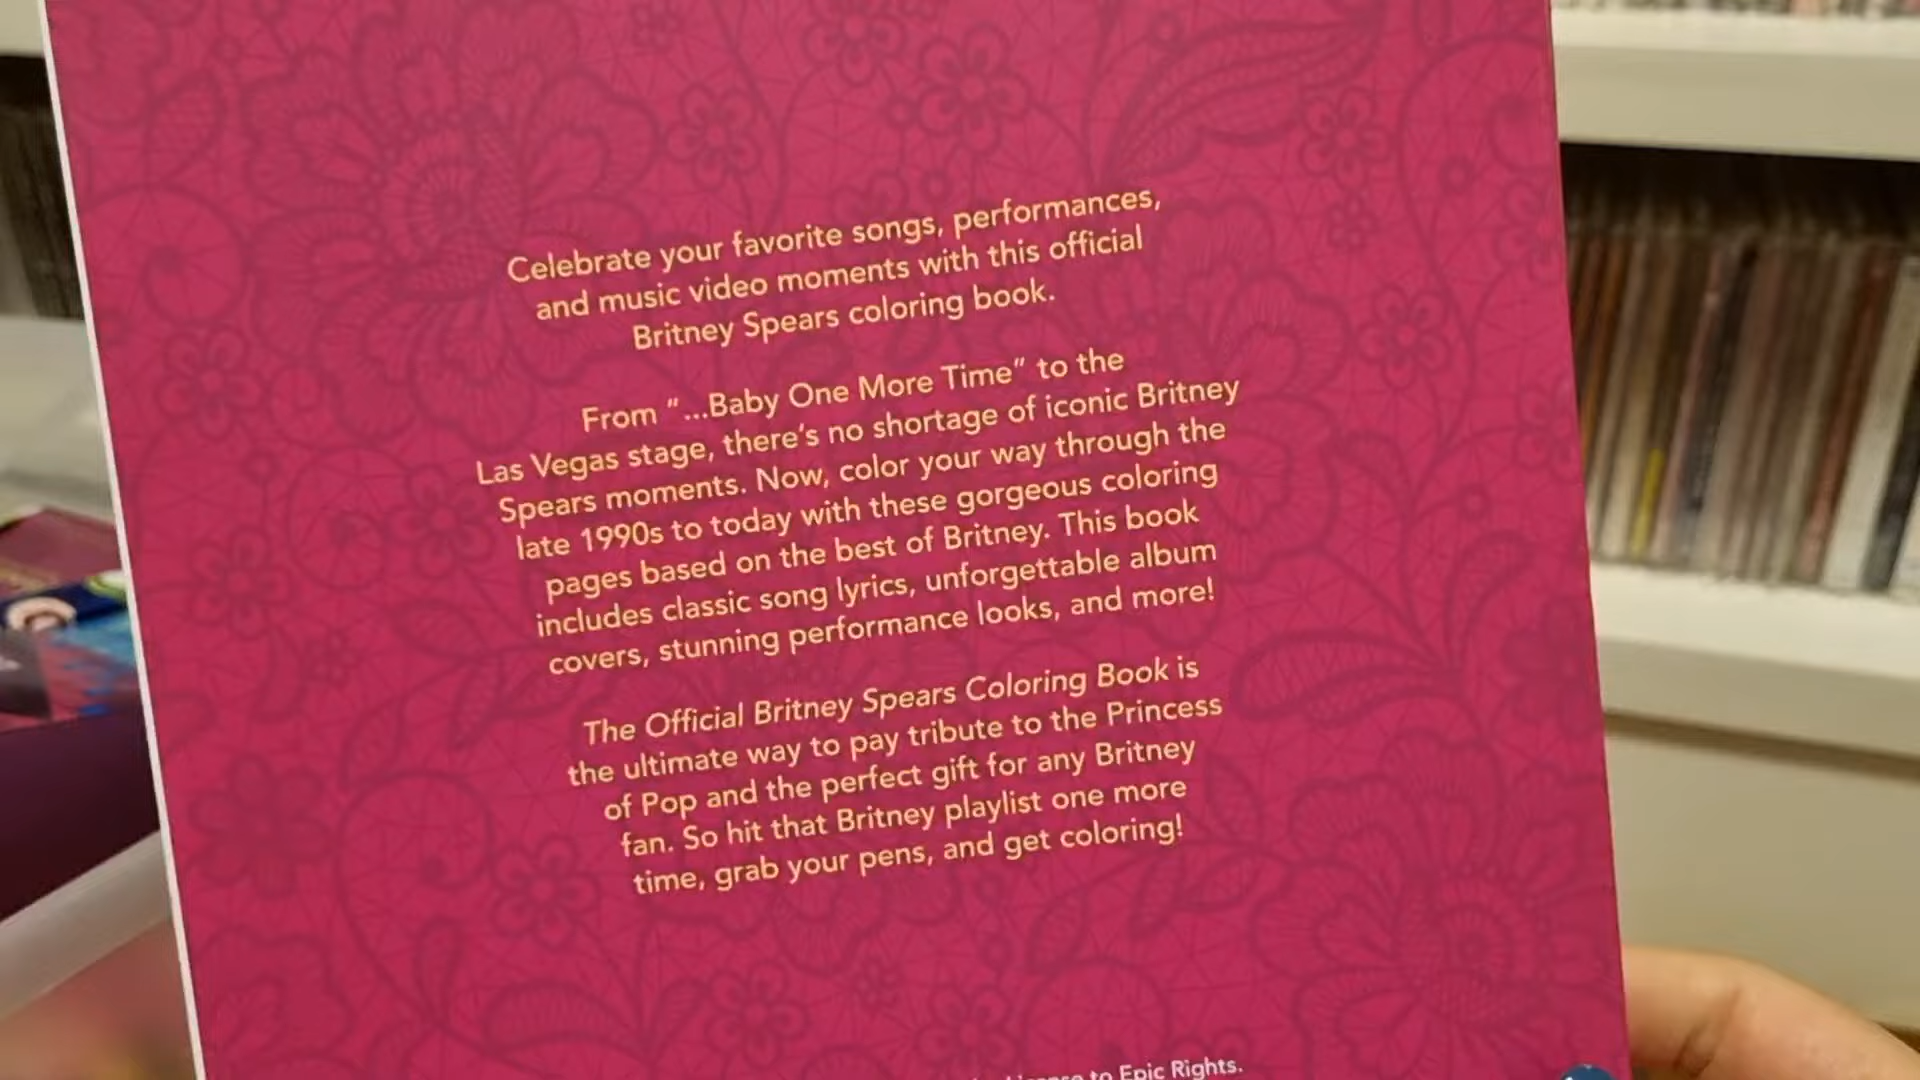 Celebrate your favorite songs, performances,
and music video moments with this official
Britney Spears coloring book.
From "...Baby One More Time" to the
Las Vegas stage, there's no shortage of iconic Britney
Spears moments. Now, color your way through the
late 1990s to today with these gorgeous coloring
pages based on the best of Britney. This book
includes classic song lyrics, unforgettable album
covers, stunning performance looks, and more!
The Official Britney Spears Coloring Book is
the ultimate way to pay tribute to the Princess
of Pop and the perfect gift for any Britney
fan. So hit that Britney playlist one more
time, grab your pens, and get coloring!
to Epic Rights.